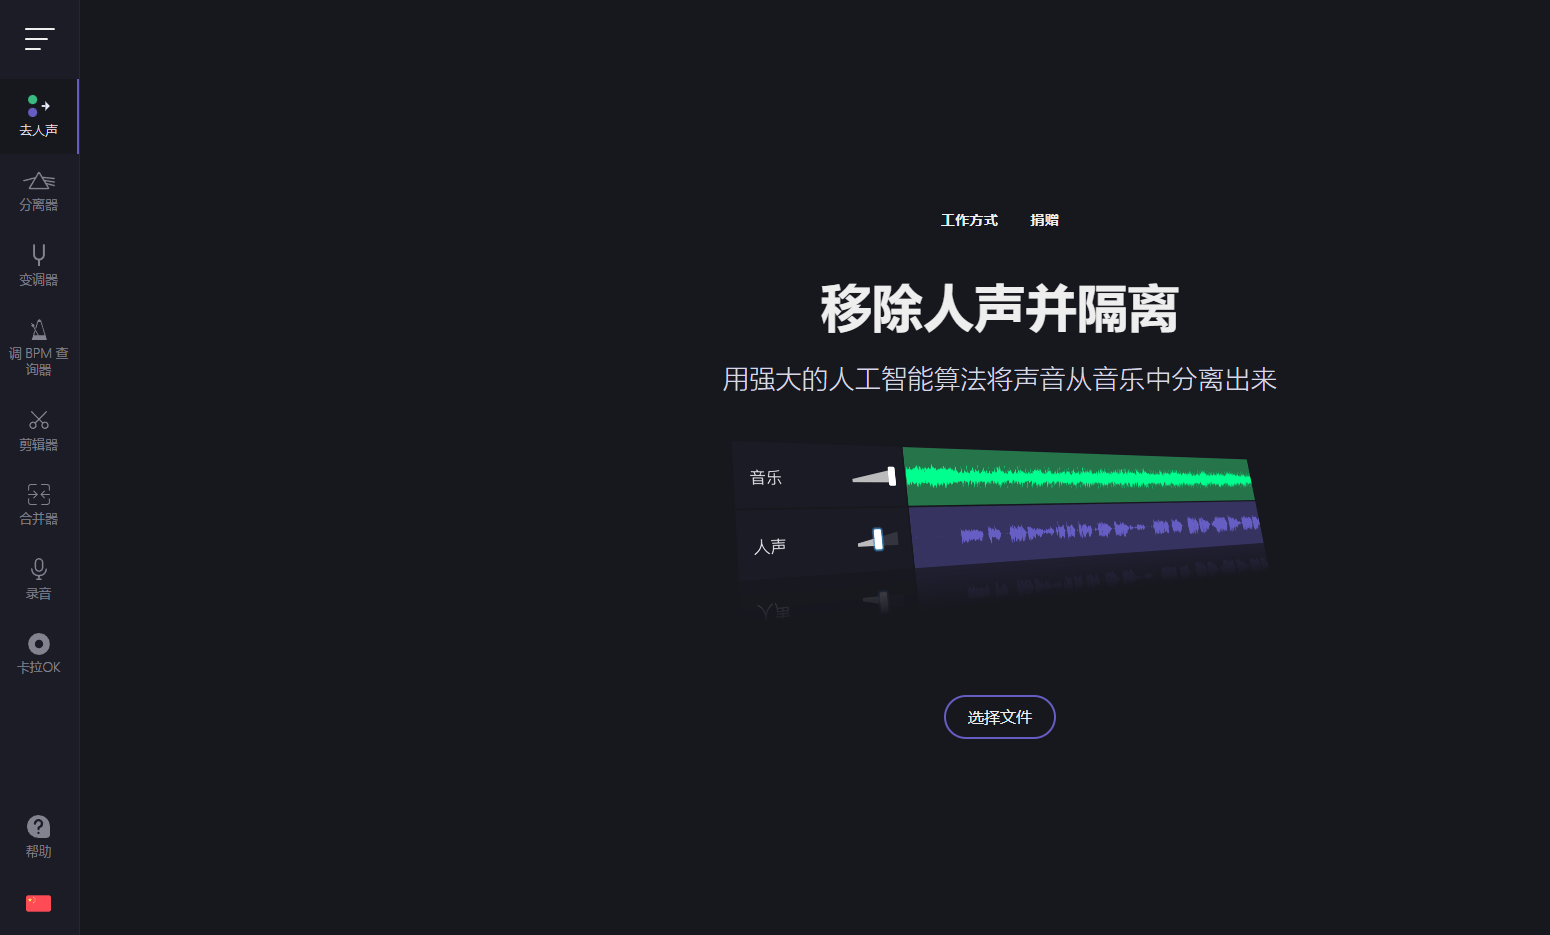 去人声
分离器
变调器
调 BPM 查
询器
剪辑器
合并器
录音
卡拉OK
帮助
工作方式 捐赠
移除人声并隔离
用强大的人工智能算法将声音从音乐中分离出来
音乐
人声
选择文件